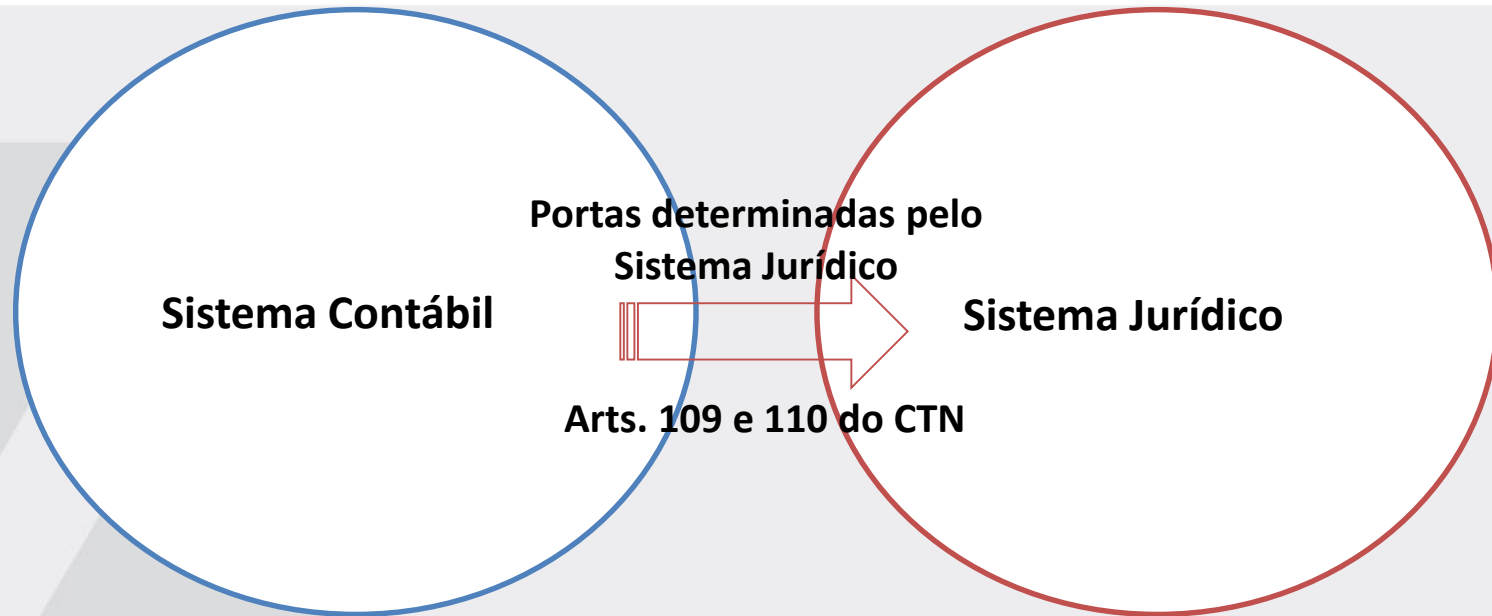 Portas determinadas pelo
Sistema Jurídico
Sistema Contábil
Sistema Jurídico
Arts. 109 e 110 do CTN